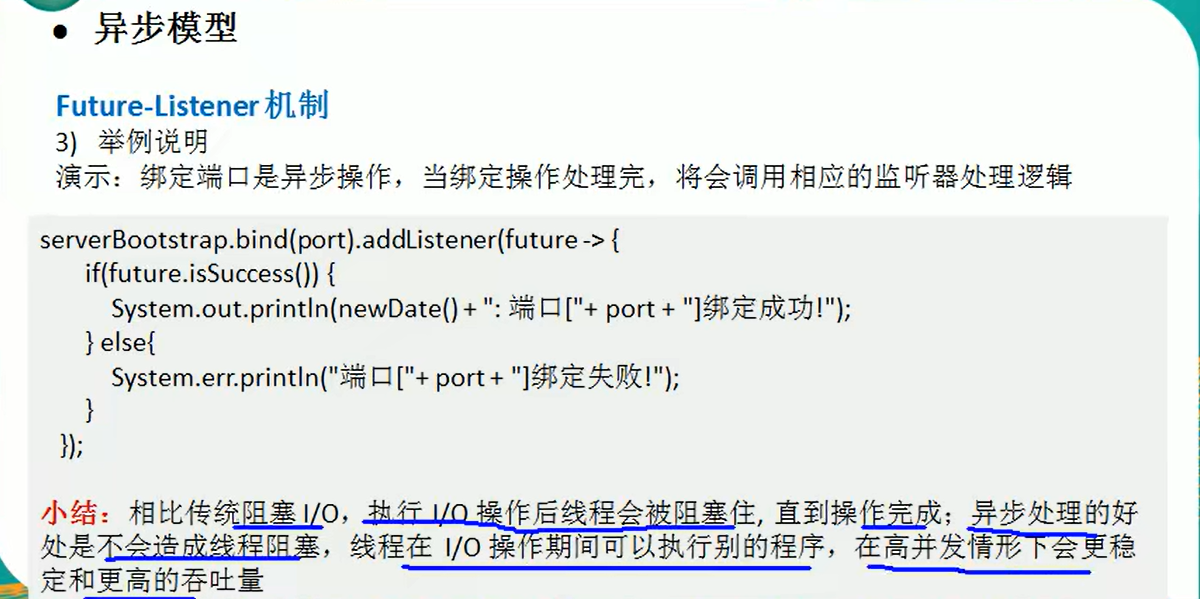 • 异步模型
Future-Listener 机制
3) 举例说明
演示：绑定端口是异步操作，当绑定操作处理完，将会调用相应的监听器处理逻辑
serverBootstrap.bind(port).addListener(future -> {
if(future.isSuccess()) {
System.out.println(newDate() + ": 端口["+ port + "]绑定成功!");
} else{
System.err.println("端口["+ port + "]绑定失败!");
}
});
小结：相比传统阻塞 I/O，执行 I/O 操作后线程会被阻塞住, 直到操作完成；异步处理的好
处是不会造成线程阻塞，线程在 I/O 操作期间可以执行别的程序，在高并发情形下会更稳
定和更高的吞吐量